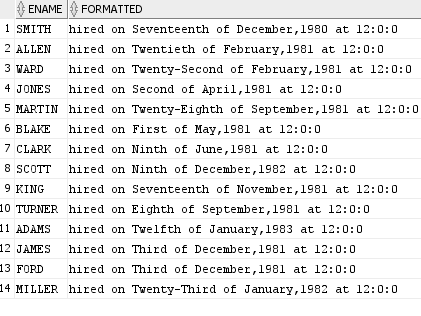 ENAME FORMATTED
1 SMITH hired on Seventeenth of December,1980 at 12:0:0
2 ALLEN hired on Twentieth of February,1981 at 12:0:0
3 WARD hired on Twenty-Second of February,1981 at 12:0:0
4 JONES hired on Second of April,1981 at 12:0:0
5 MARTIN hired on Twenty-Eighth of September,1981 at 12:0:0
6 BLAKE hired on First of May,1981 at 12:0:0
7 CLARK hired on Ninth of June,1981 at 12:0:0
8 SCOTT hired on Ninth of December,1982 at 12:0:0
9 KING hired on Seventeenth of November,1981 at 12:0:0
10 TURNER hired on Eighth of September,1981 at 12:0:0
11 ADAMS hired on Twelfth of January,1983 at 12:0:0
12 JAMES hired on Third of December,1981 at 12:0:0
13 FORD hired on Third of December,1981 at 12:0:0
14 MILLER hired on Twenty-Third of January,1982 at 12:0:0